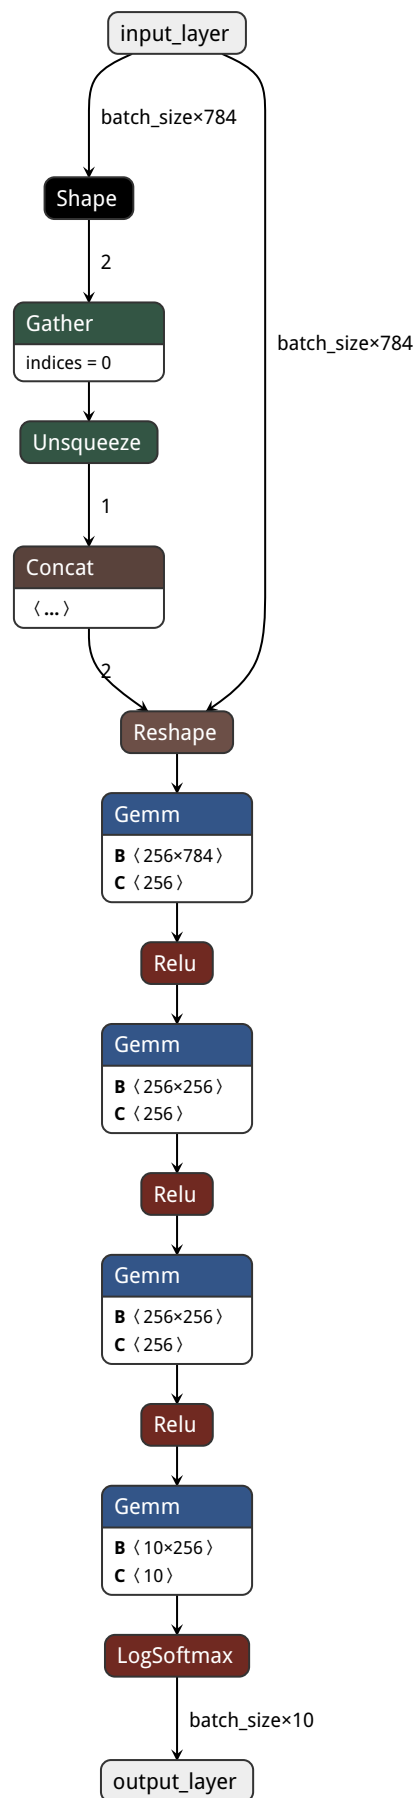 input_layer
batch_size×784
Shape
2
Gather
indices = 0
batch_size×784
Unsqueeze
1
Concat
〈...〉
2
Reshape
Gemm
B〈256×784〉
C〈256〉
Relu
Gemm
B〈256×256〉
C〈256〉
Relu
Gemm
B〈256×256〉
C〈256〉
Relu
Gemm
B〈10×256〉
C〈10〉
LogSoftmax
batch_size×10
output_layer